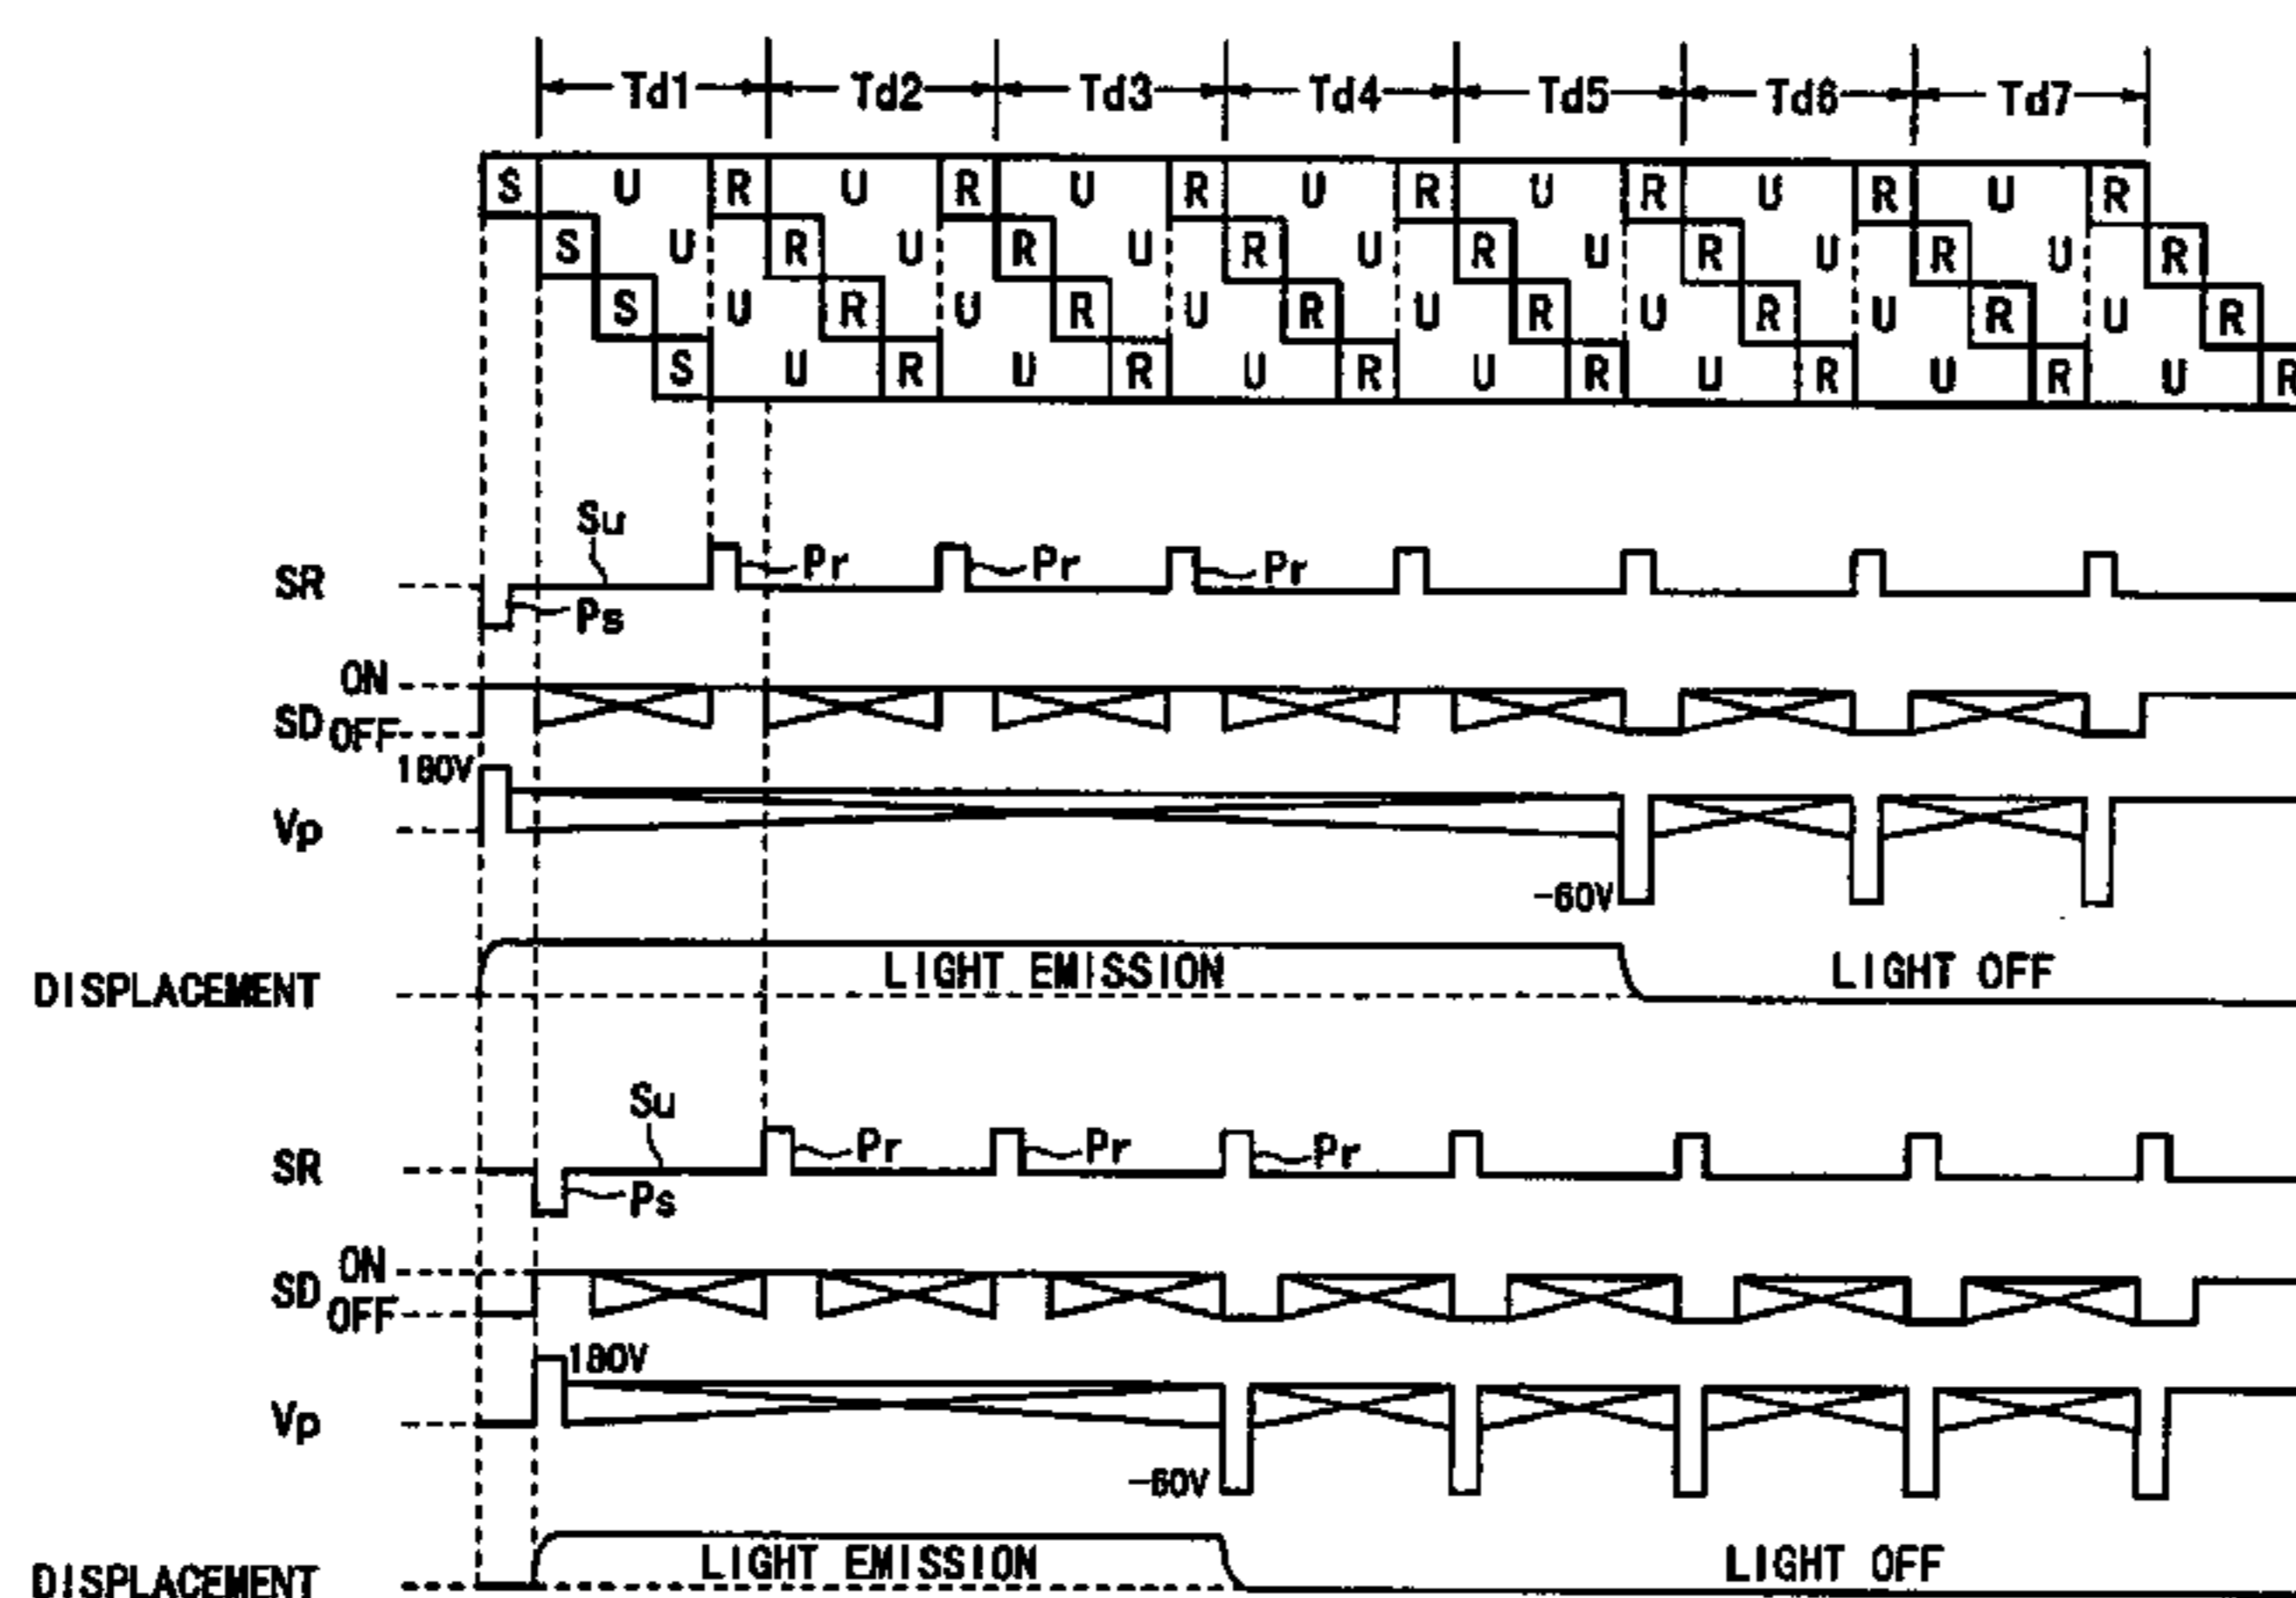 Td1 Td2 Td3 Td4 Td5 Td6 Td7
S U R U R U R U R U R U R U R
S U R U R U R U R U R U R
S U R U R U R U R U R U R
S U R U R U R U R U R U R
Su
SR Ps Pr Pr Pr
ON
SD OFF
180V
Vp
-60V
DISPLACEMENT LIGHT EMISSION LIGHT OFF
Su
SR Ps Pr Pr Pr
ON
SD OFF
180V
Vp
-60V
DISPLACEMENT LIGHT EMISSION LIGHT OFF